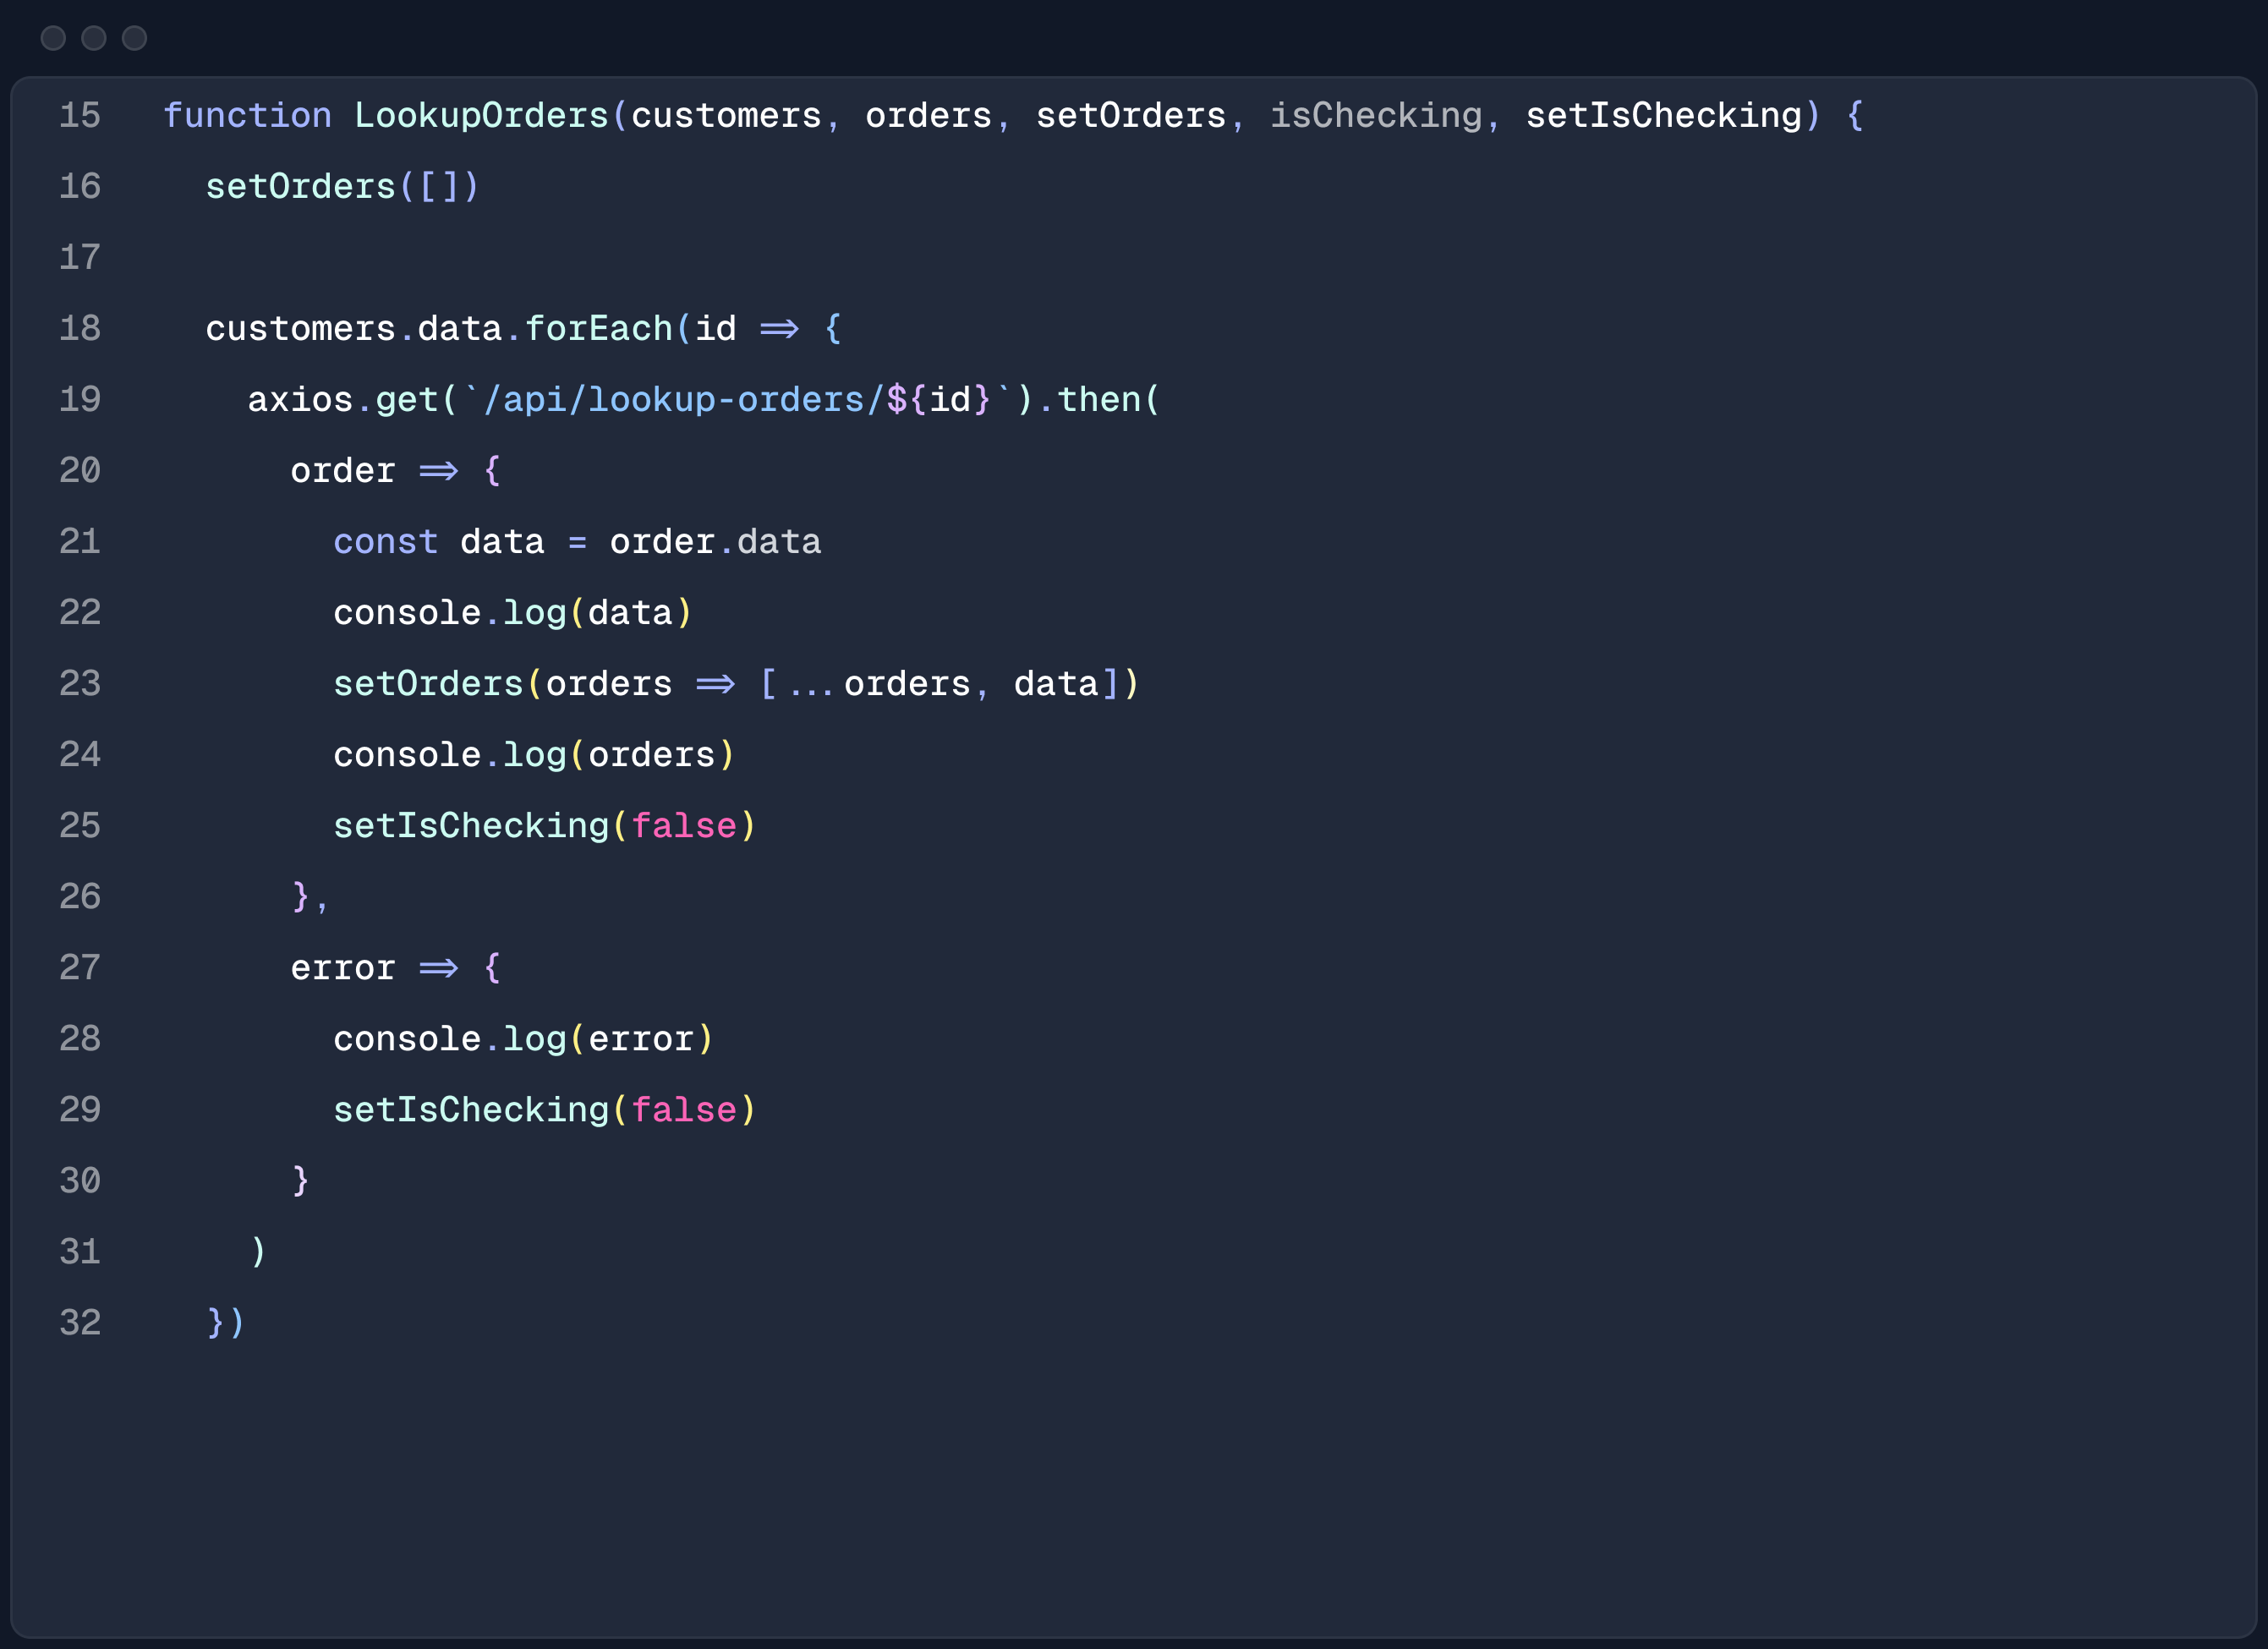 15 function LookupOrders(customers, orders, setOrders, isChecking, setIsChecking) {
16   setOrders([])
17
18   customers.data.forEach(id => {
19     axios.get(`/api/lookup-orders/${id}`).then(
20       order => {
21         const data = order.data
22         console.log(data)
23         setOrders(orders => [...orders, data])
24         console.log(orders)
25         setIsChecking(false)
26       },
27       error => {
28         console.log(error)
29         setIsChecking(false)
30       }
31     )
32   })